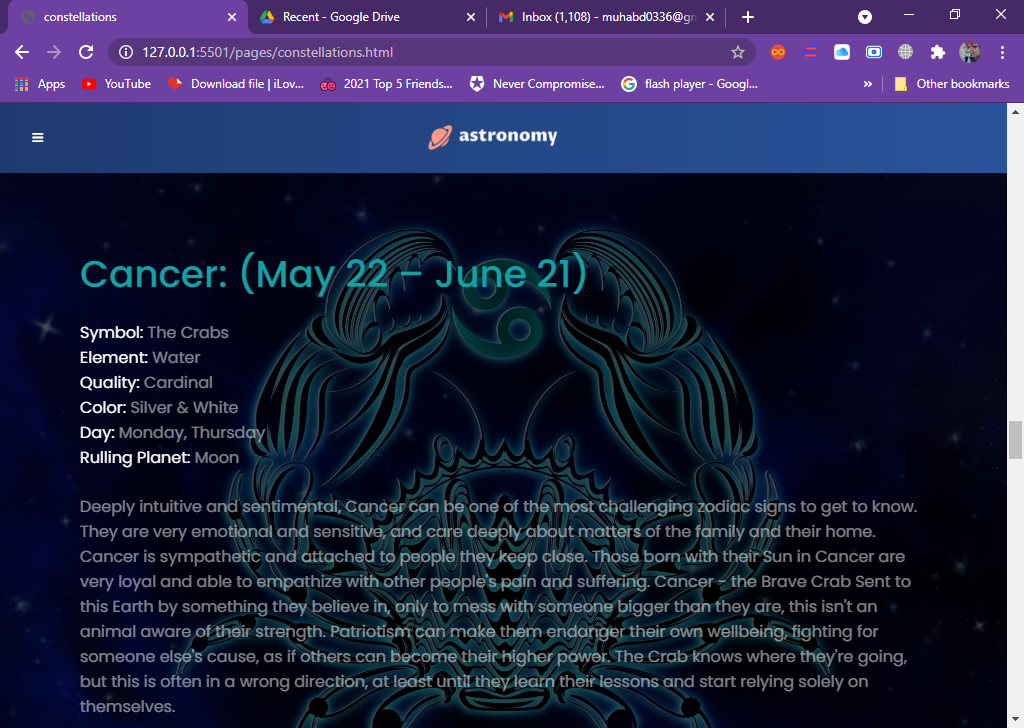 constellations
Recent - Google Drive
Inbox (1,108) - muhabd0336@gn
127.0.0.1:5501/pages/constellations.html
Apps
YouTube
Download file | iLov...
2021 Top 5 Friends...
Never Compromise...
flash player - Googl...
»
Other bookmarks
astronomy
Cancer: (May 22 – June 21)
Symbol: The Crabs
Element: Water
Quality: Cardinal
Color: Silver & White
Day: Monday, Thursday
Rulling Planet: Moon
Deeply intuitive and sentimental, Cancer can be one of the most challenging zodiac signs to get to know.
They are very emotional and sensitive, and care deeply about matters of the family and their home.
Cancer is sympathetic and attached to people they keep close. Those born with their Sun in Cancer are
very loyal and able to empathize with other people's pain and suffering. Cancer - the Brave Crab Sent to
this Earth by something they believe in, only to mess with someone bigger than they are, this isn't an
animal aware of their strength. Patriotism can make them endanger their own wellbeing, fighting for
someone else's cause, as if others can become their higher power. The Crab knows where they're going,
but this is often in a wrong direction, at least until they learn their lessons and start relying solely on
themselves.